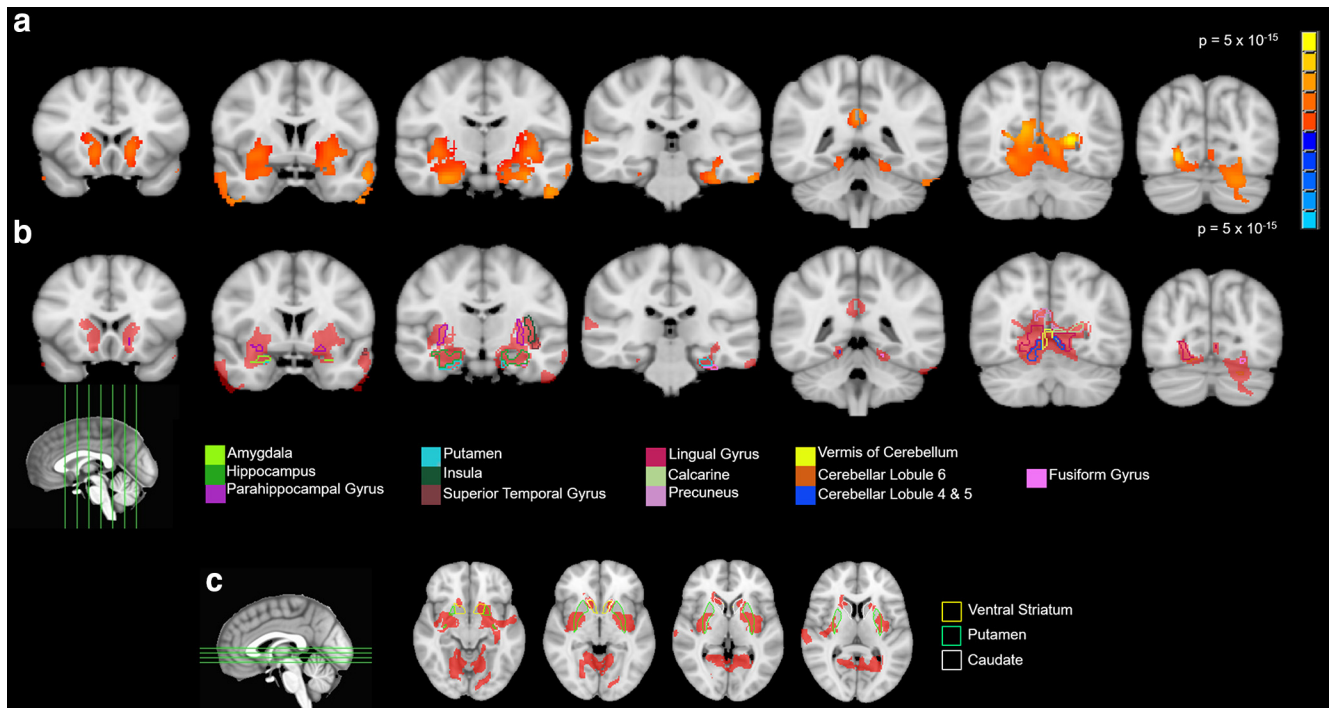 a
p = 5 x 10-15
p = 5 x 10-15
b
Amygdala
Hippocampus
Parahippocampal Gyrus
Putamen
Insula
Superior Temporal Gyrus
Lingual Gyrus
Calcarine
Precuneus
Vermis of Cerebellum
Cerebellar Lobule 6
Cerebellar Lobule 4 & 5
Fusiform Gyrus
c
Ventral Striatum
Putamen
Caudate